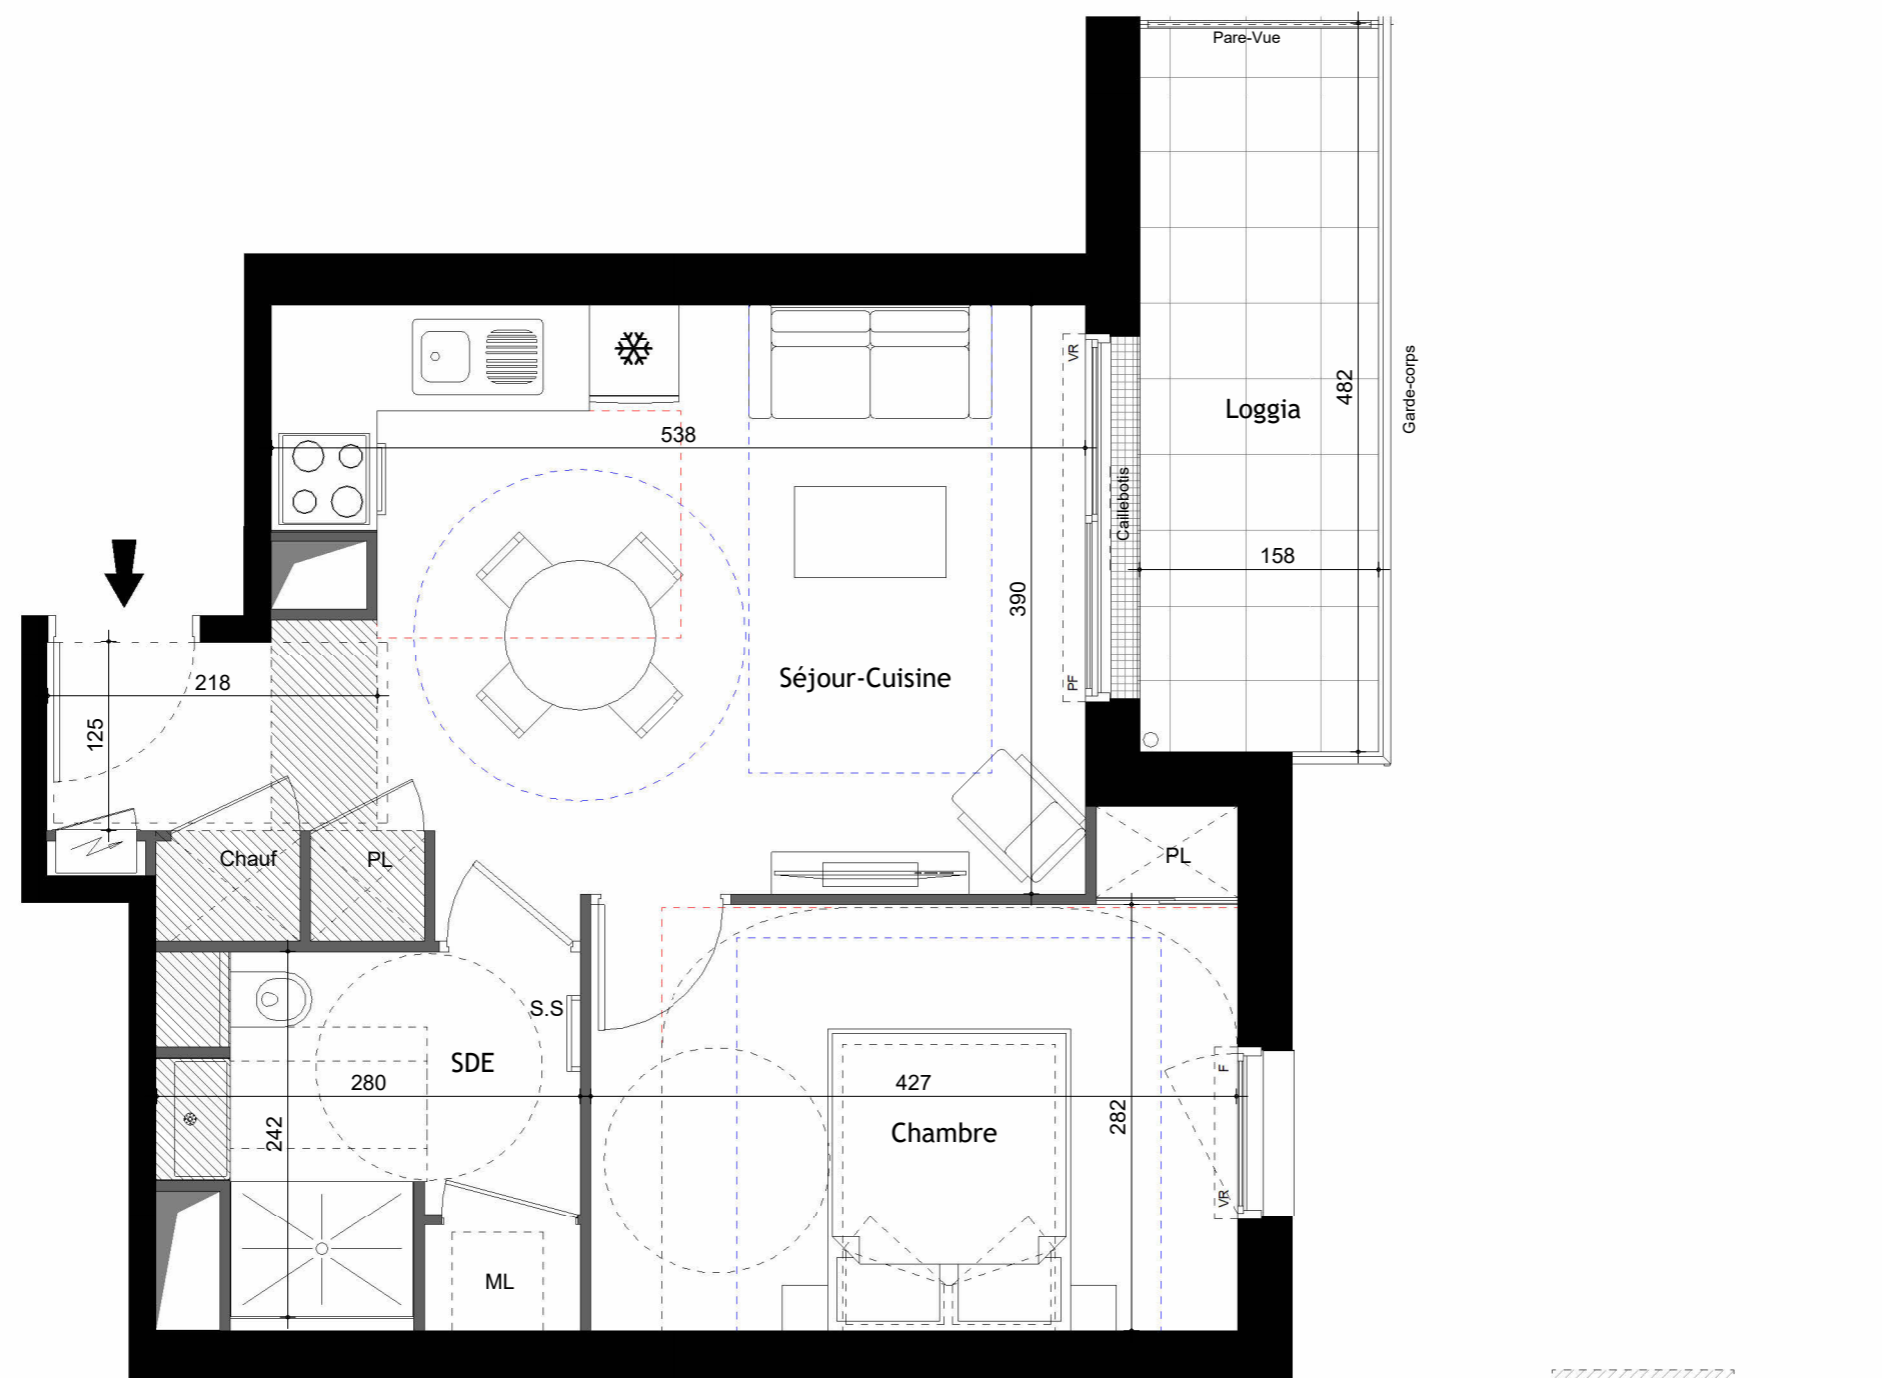 Pare-Vue
VR
538
482
Loggia
Garde-corps
Caillebotis
158
390
Séjour-Cuisine
PF
218
125
Chauf
PL
PL
S.S
SDE
280
427
F
242
282
Chambre
VR
ML